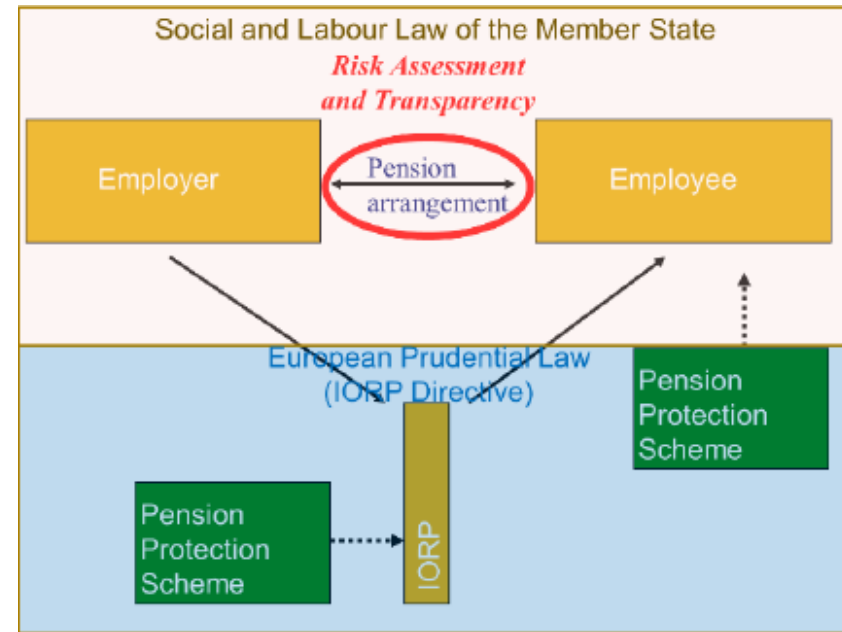 Social and Labour Law of the Member State
Risk Assessment
and Transparency
Employer
Pension
arrangement
Employee
European Prudential Law
(IORP Directive)
Pension
Protection
Scheme
IORP
Pension
Protection
Scheme